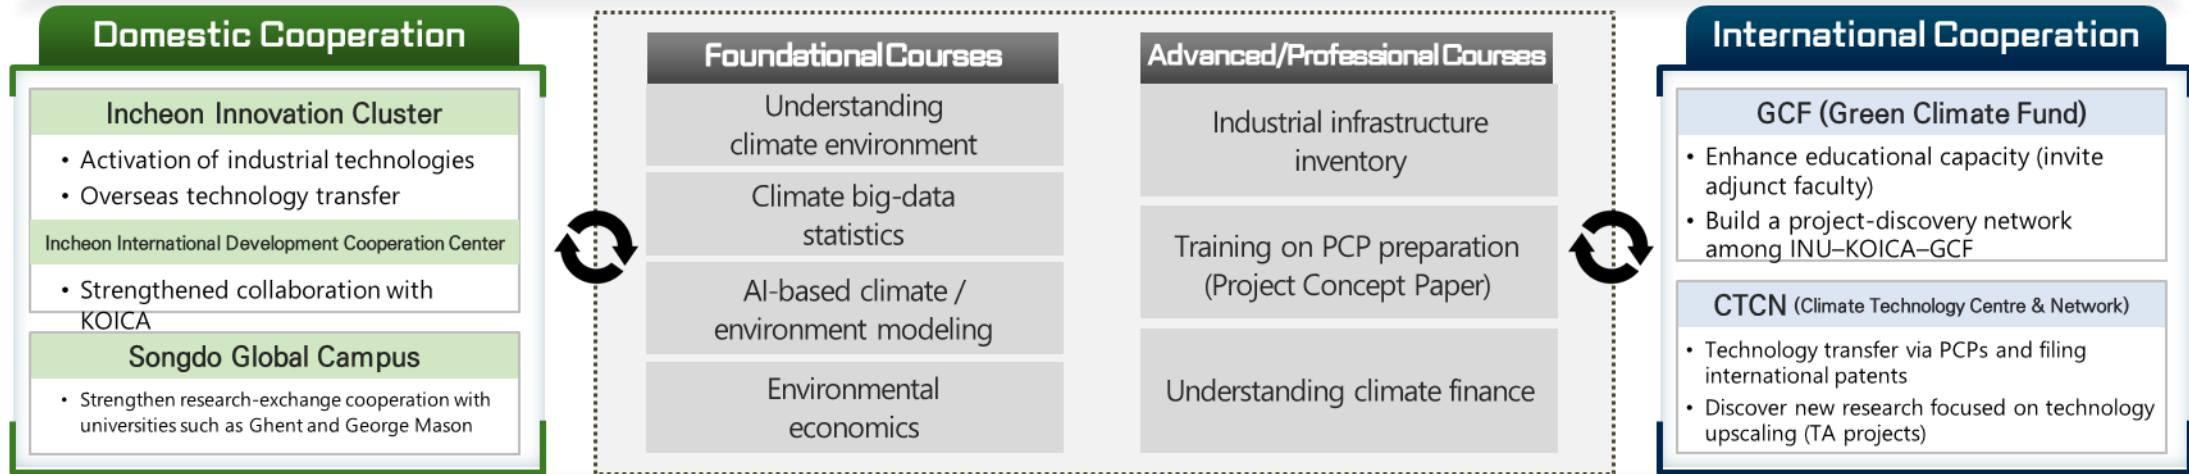 Domestic Cooperation
Incheon Innovation Cluster
• Activation of industrial technologies
• Overseas technology transfer
Incheon International Development Cooperation Center
• Strengthened collaboration with
KOICA
Songdo Global Campus
• Strengthen research-exchange cooperation with
universities such as Ghent and George Mason
Foundational Courses
Understanding
climate environment
Climate big-data
statistics
AI-based climate /
environment modeling
Environmental
economics
Advanced/Professional Courses
Industrial infrastructure
inventory
Training on PCP preparation
(Project Concept Paper)
Understanding climate finance
International Cooperation
GCF (Green Climate Fund)
• Enhance educational capacity (invite
adjunct faculty)
• Build a project-discovery network
among INU–KOICA–GCF
CTCN (Climate Technology Centre & Network)
• Technology transfer via PCPs and filing
international patents
• Discover new research focused on technology
upscaling (TA projects)